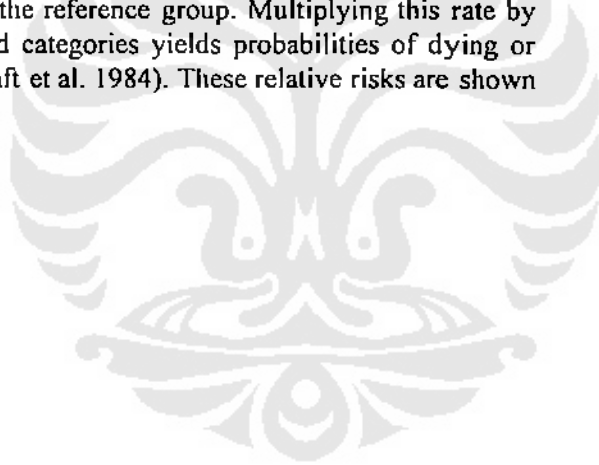 the reference group. Multiplying this rate by
categories yields probabilities of dying or
et al. 1984). These relative risks are shown